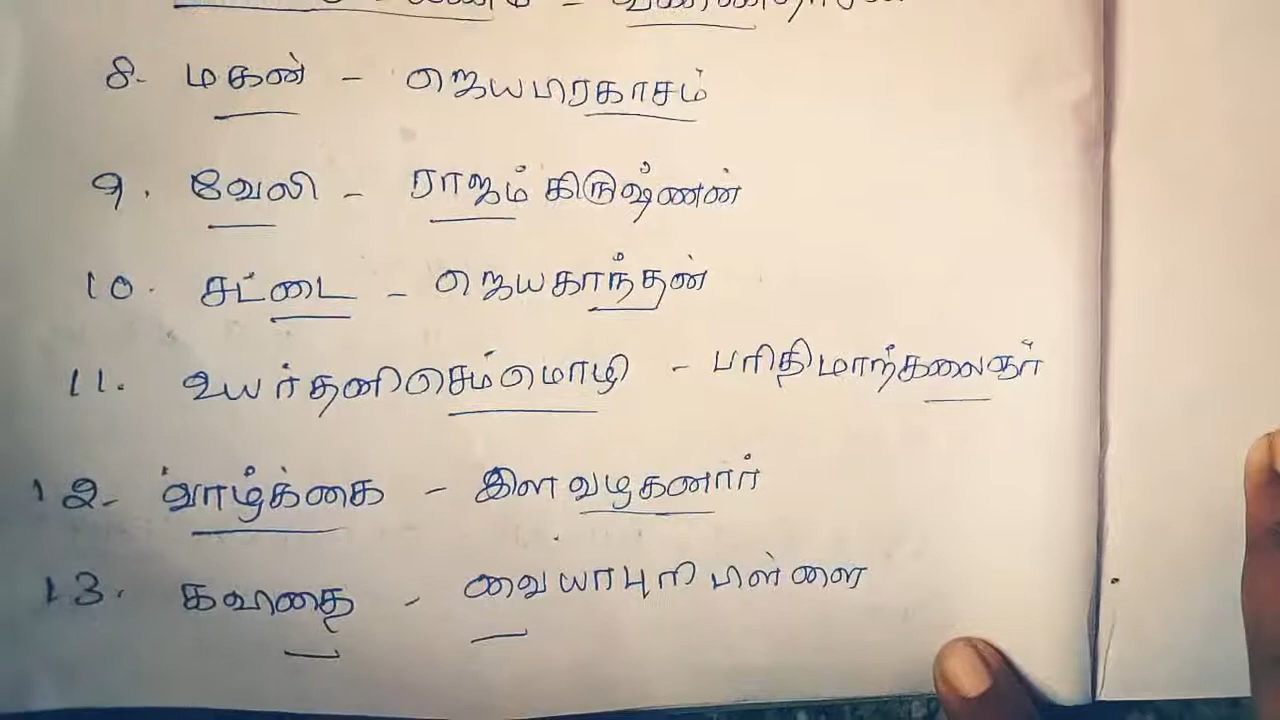 8. மகன் - ஜெயபிரகாசம்
9. வேலி - ராஜம் கிருஷ்ணன்
10. சட்டை - ஜெயகாந்தன்
11. உயர்தனிசெம்மொழி - பரிதிமாற்கலைஞர்
12. வாழ்க்கை - இளவழகனார்
13. கவிதை - வையாபுரி பிள்ளை